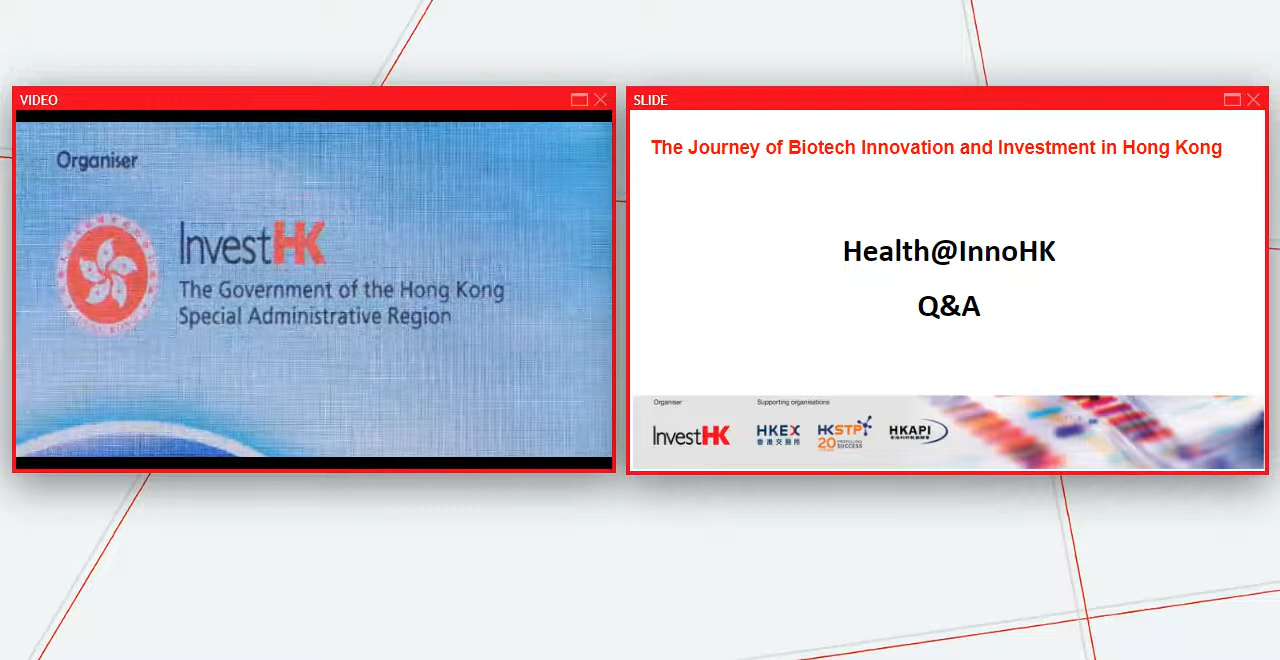 VIDEO
Organiser
InvestHK
The Government of the Hong Kong
Special Administrative Region
SLIDE
The Journey of Biotech Innovation and Investment in Hong Kong
Health@InnoHK
Q&A
Organiser
Supporting organisations
InvestHK
HKEX
香港交易所
HKSTP
20
SUCCESS
HKAPI